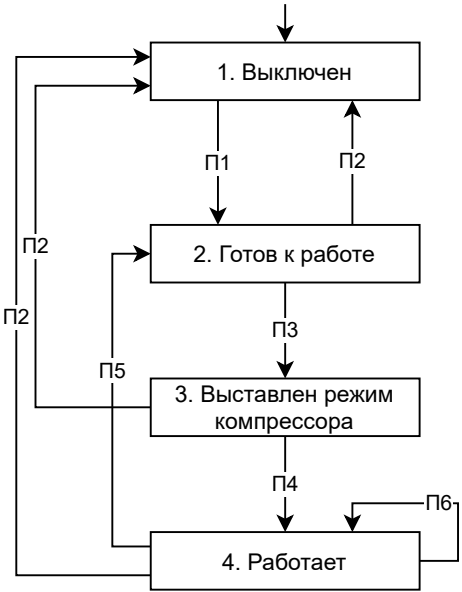 1. Выключен
П1
П2
П2
2. Готов к работе
П2
П3
П5
3. Выставлен режим
компрессора
П4
П6
4. Работает